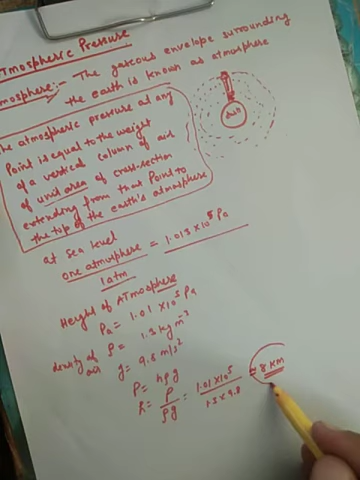 Atmospheric Pressure
mosphere:- The gaseous envelope surrounding
the earth is known as atmosphere
The atmospheric pressure at any
Point is equal to the weight
of a vertical column of air
of unit area of cross-section
extending from that Point to
the top of the earth's atmosphere
at sea level
one atmosphere = 1.013 × 10⁵ Pa
1 atm
Height of ATmosphere
Pa = 1.01 × 10⁵ Pa
density of air ρ = 1.3 kg m⁻³
g = 9.8 m/s²
P = hρg
h = P/ρg = 1.01 × 10⁵/1.3 × 9.8 ≈ 8 km